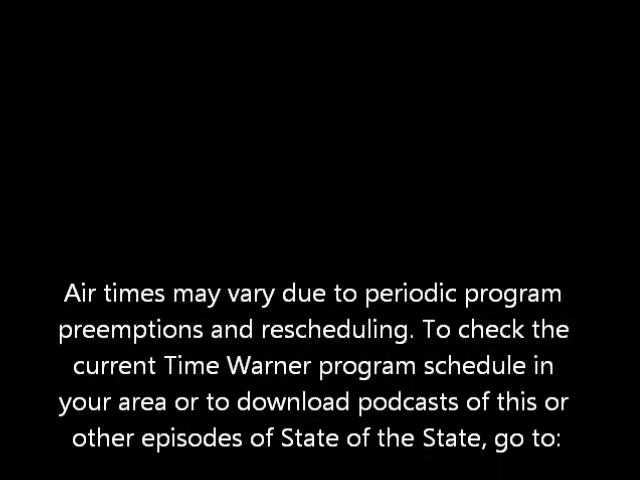 Air times may vary due to periodic program
preemptions and rescheduling. To check the
current Time Warner program schedule in
your area or to download podcasts of this or
other episodes of State of the State, go to: